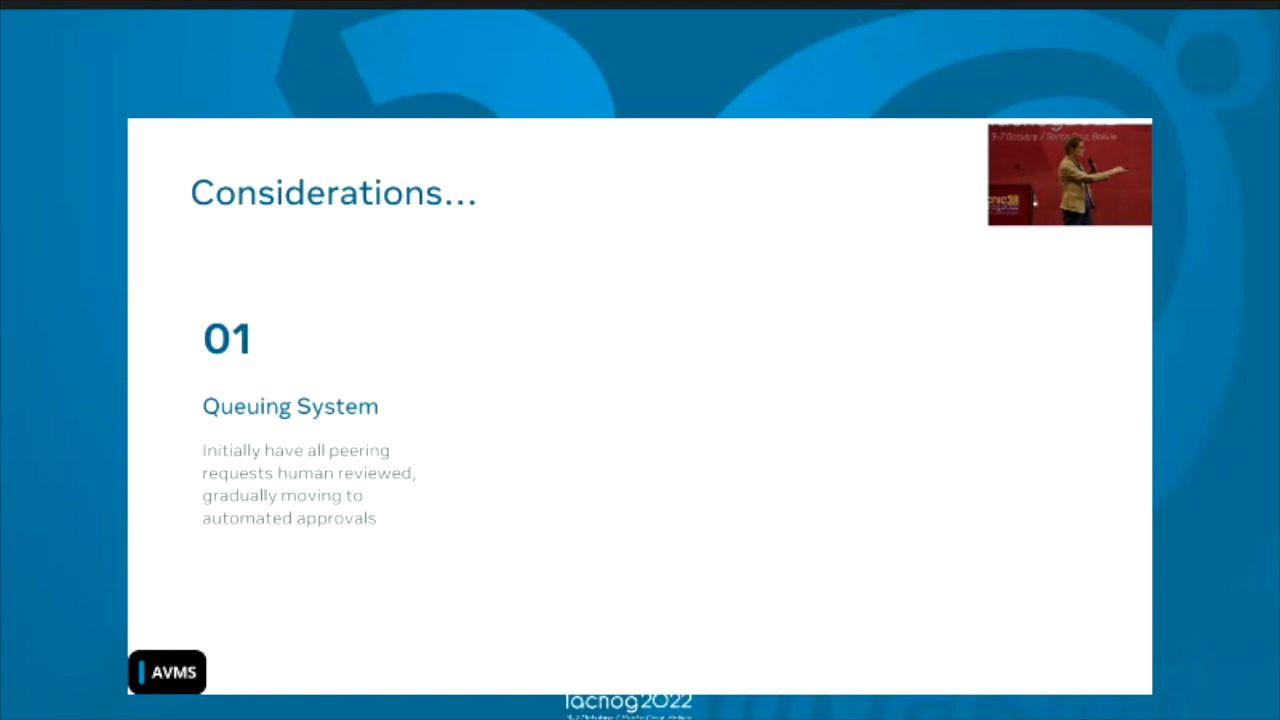 Considerations...
01
Queuing System
Initially have all peering
requests human reviewed,
gradually moving to
automated approvals
AVMS
lacnog2022